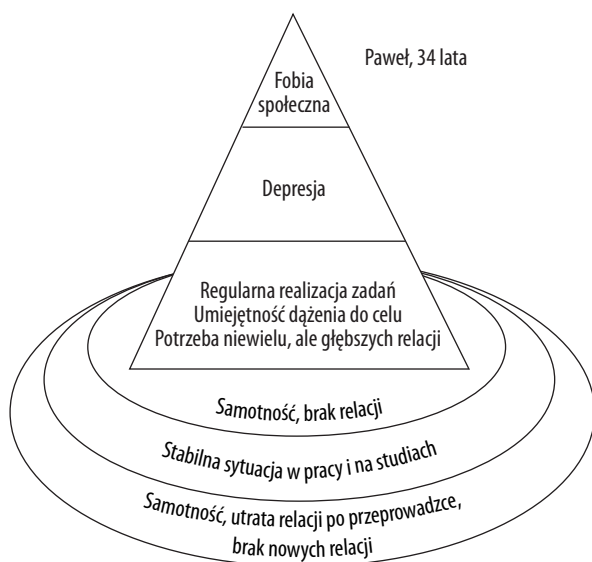 Paweł, 34 lata
Fobia
społeczna
Depresja
Regularna realizacja zadań
Umiejętność dążenia do celu
Potrzeba niewielu, ale głębszych relacji
Samotność, brak relacji
Stabilna sytuacja w pracy i na studiach
Samotność, utrata relacji po przeprowadzce,
brak nowych relacji